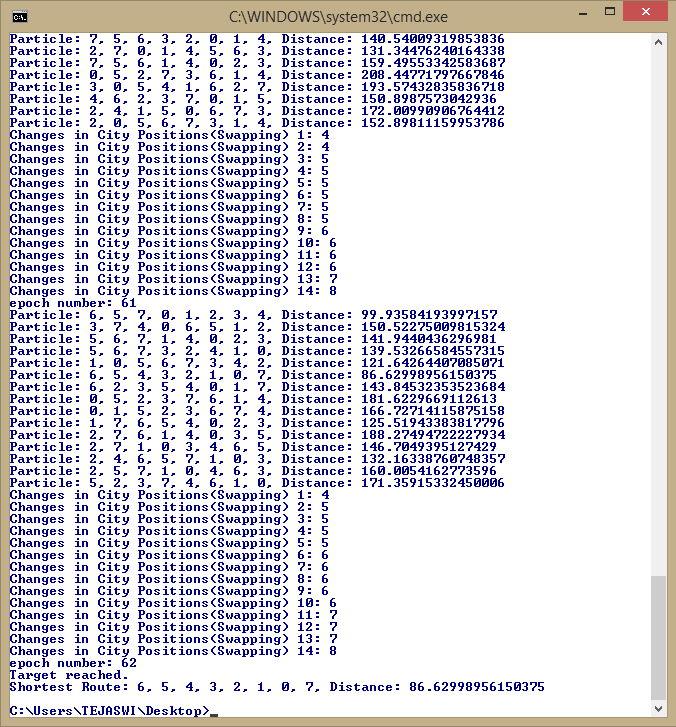 C:\WINDOWS\system32\cmd.exe
Particle: 7, 5, 6, 3, 2, 0, 1, 4, Distance: 140.54009319853836
Particle: 2, 7, 0, 1, 4, 5, 6, 3, Distance: 131.34476240164338
Particle: 7, 5, 6, 1, 4, 0, 2, 3, Distance: 159.49553342583687
Particle: 0, 5, 2, 7, 3, 6, 1, 4, Distance: 208.44771797667846
Particle: 3, 0, 5, 4, 1, 6, 2, 7, Distance: 193.57432835836718
Particle: 4, 6, 2, 3, 7, 0, 1, 5, Distance: 150.8987573042936
Particle: 2, 4, 1, 5, 0, 6, 7, 3, Distance: 172.00990906764412
Particle: 2, 0, 5, 6, 7, 3, 1, 4, Distance: 152.89811159953786
Changes in City Positions(Swapping) 1: 4
Changes in City Positions(Swapping) 2: 4
Changes in City Positions(Swapping) 3: 5
Changes in City Positions(Swapping) 4: 5
Changes in City Positions(Swapping) 5: 5
Changes in City Positions(Swapping) 6: 5
Changes in City Positions(Swapping) 7: 5
Changes in City Positions(Swapping) 8: 5
Changes in City Positions(Swapping) 9: 6
Changes in City Positions(Swapping) 10: 6
Changes in City Positions(Swapping) 11: 6
Changes in City Positions(Swapping) 12: 6
Changes in City Positions(Swapping) 13: 7
Changes in City Positions(Swapping) 14: 8
epoch number: 61
Particle: 6, 5, 7, 0, 1, 2, 3, 4, Distance: 99.93584193997157
Particle: 3, 7, 4, 0, 6, 5, 1, 2, Distance: 150.52275009815324
Particle: 5, 6, 7, 1, 4, 0, 2, 3, Distance: 141.9440436296981
Particle: 5, 6, 7, 3, 2, 4, 1, 0, Distance: 139.53266584557315
Particle: 1, 0, 5, 6, 7, 3, 4, 2, Distance: 121.64264407085071
Particle: 6, 5, 4, 3, 2, 1, 0, 7, Distance: 86.62998956150375
Particle: 6, 2, 3, 5, 4, 0, 1, 7, Distance: 143.84532353523684
Particle: 0, 5, 2, 3, 7, 6, 1, 4, Distance: 181.6229669112613
Particle: 0, 1, 5, 2, 3, 6, 7, 4, Distance: 166.72714115875158
Particle: 1, 7, 6, 5, 4, 0, 2, 3, Distance: 125.51943383817796
Particle: 2, 7, 6, 1, 4, 0, 3, 5, Distance: 188.27494722227934
Particle: 2, 7, 1, 0, 3, 4, 6, 5, Distance: 146.7049395127429
Particle: 2, 4, 6, 5, 7, 1, 0, 3, Distance: 132.16338760748357
Particle: 2, 5, 7, 1, 0, 4, 6, 3, Distance: 160.0054162773596
Particle: 5, 2, 3, 7, 4, 6, 1, 0, Distance: 171.35915332450006
Changes in City Positions(Swapping) 1: 4
Changes in City Positions(Swapping) 2: 5
Changes in City Positions(Swapping) 3: 5
Changes in City Positions(Swapping) 4: 5
Changes in City Positions(Swapping) 5: 5
Changes in City Positions(Swapping) 6: 6
Changes in City Positions(Swapping) 7: 6
Changes in City Positions(Swapping) 8: 6
Changes in City Positions(Swapping) 9: 6
Changes in City Positions(Swapping) 10: 6
Changes in City Positions(Swapping) 11: 7
Changes in City Positions(Swapping) 12: 7
Changes in City Positions(Swapping) 13: 7
Changes in City Positions(Swapping) 14: 8
epoch number: 62
Target reached.
Shortest Route: 6, 5, 4, 3, 2, 1, 0, 7, Distance: 86.62998956150375
C:\Users\TEJASWI\Desktop>_